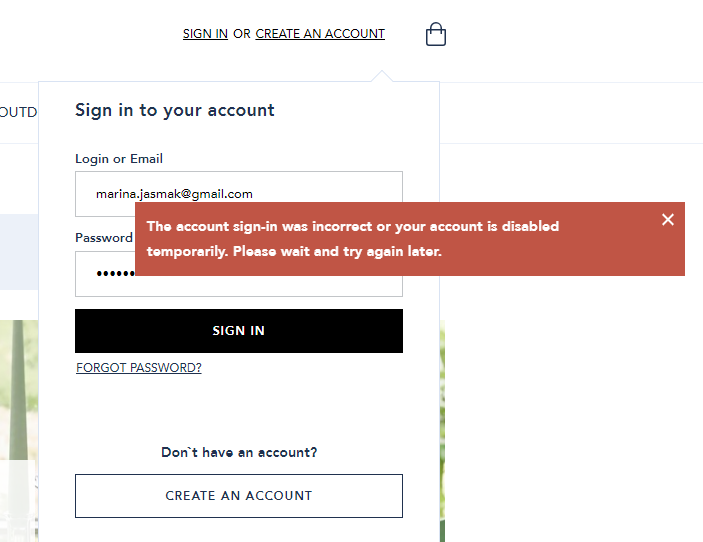 SIGN IN OR CREATE AN ACCOUNT
Sign in to your account
Login or Email
marina.jasmak@gmail.com
The account sign-in was incorrect or your account is disabled
temporarily. Please wait and try again later.
Password
SIGN IN
FORGOT PASSWORD?
Don`t have an account?
CREATE AN ACCOUNT